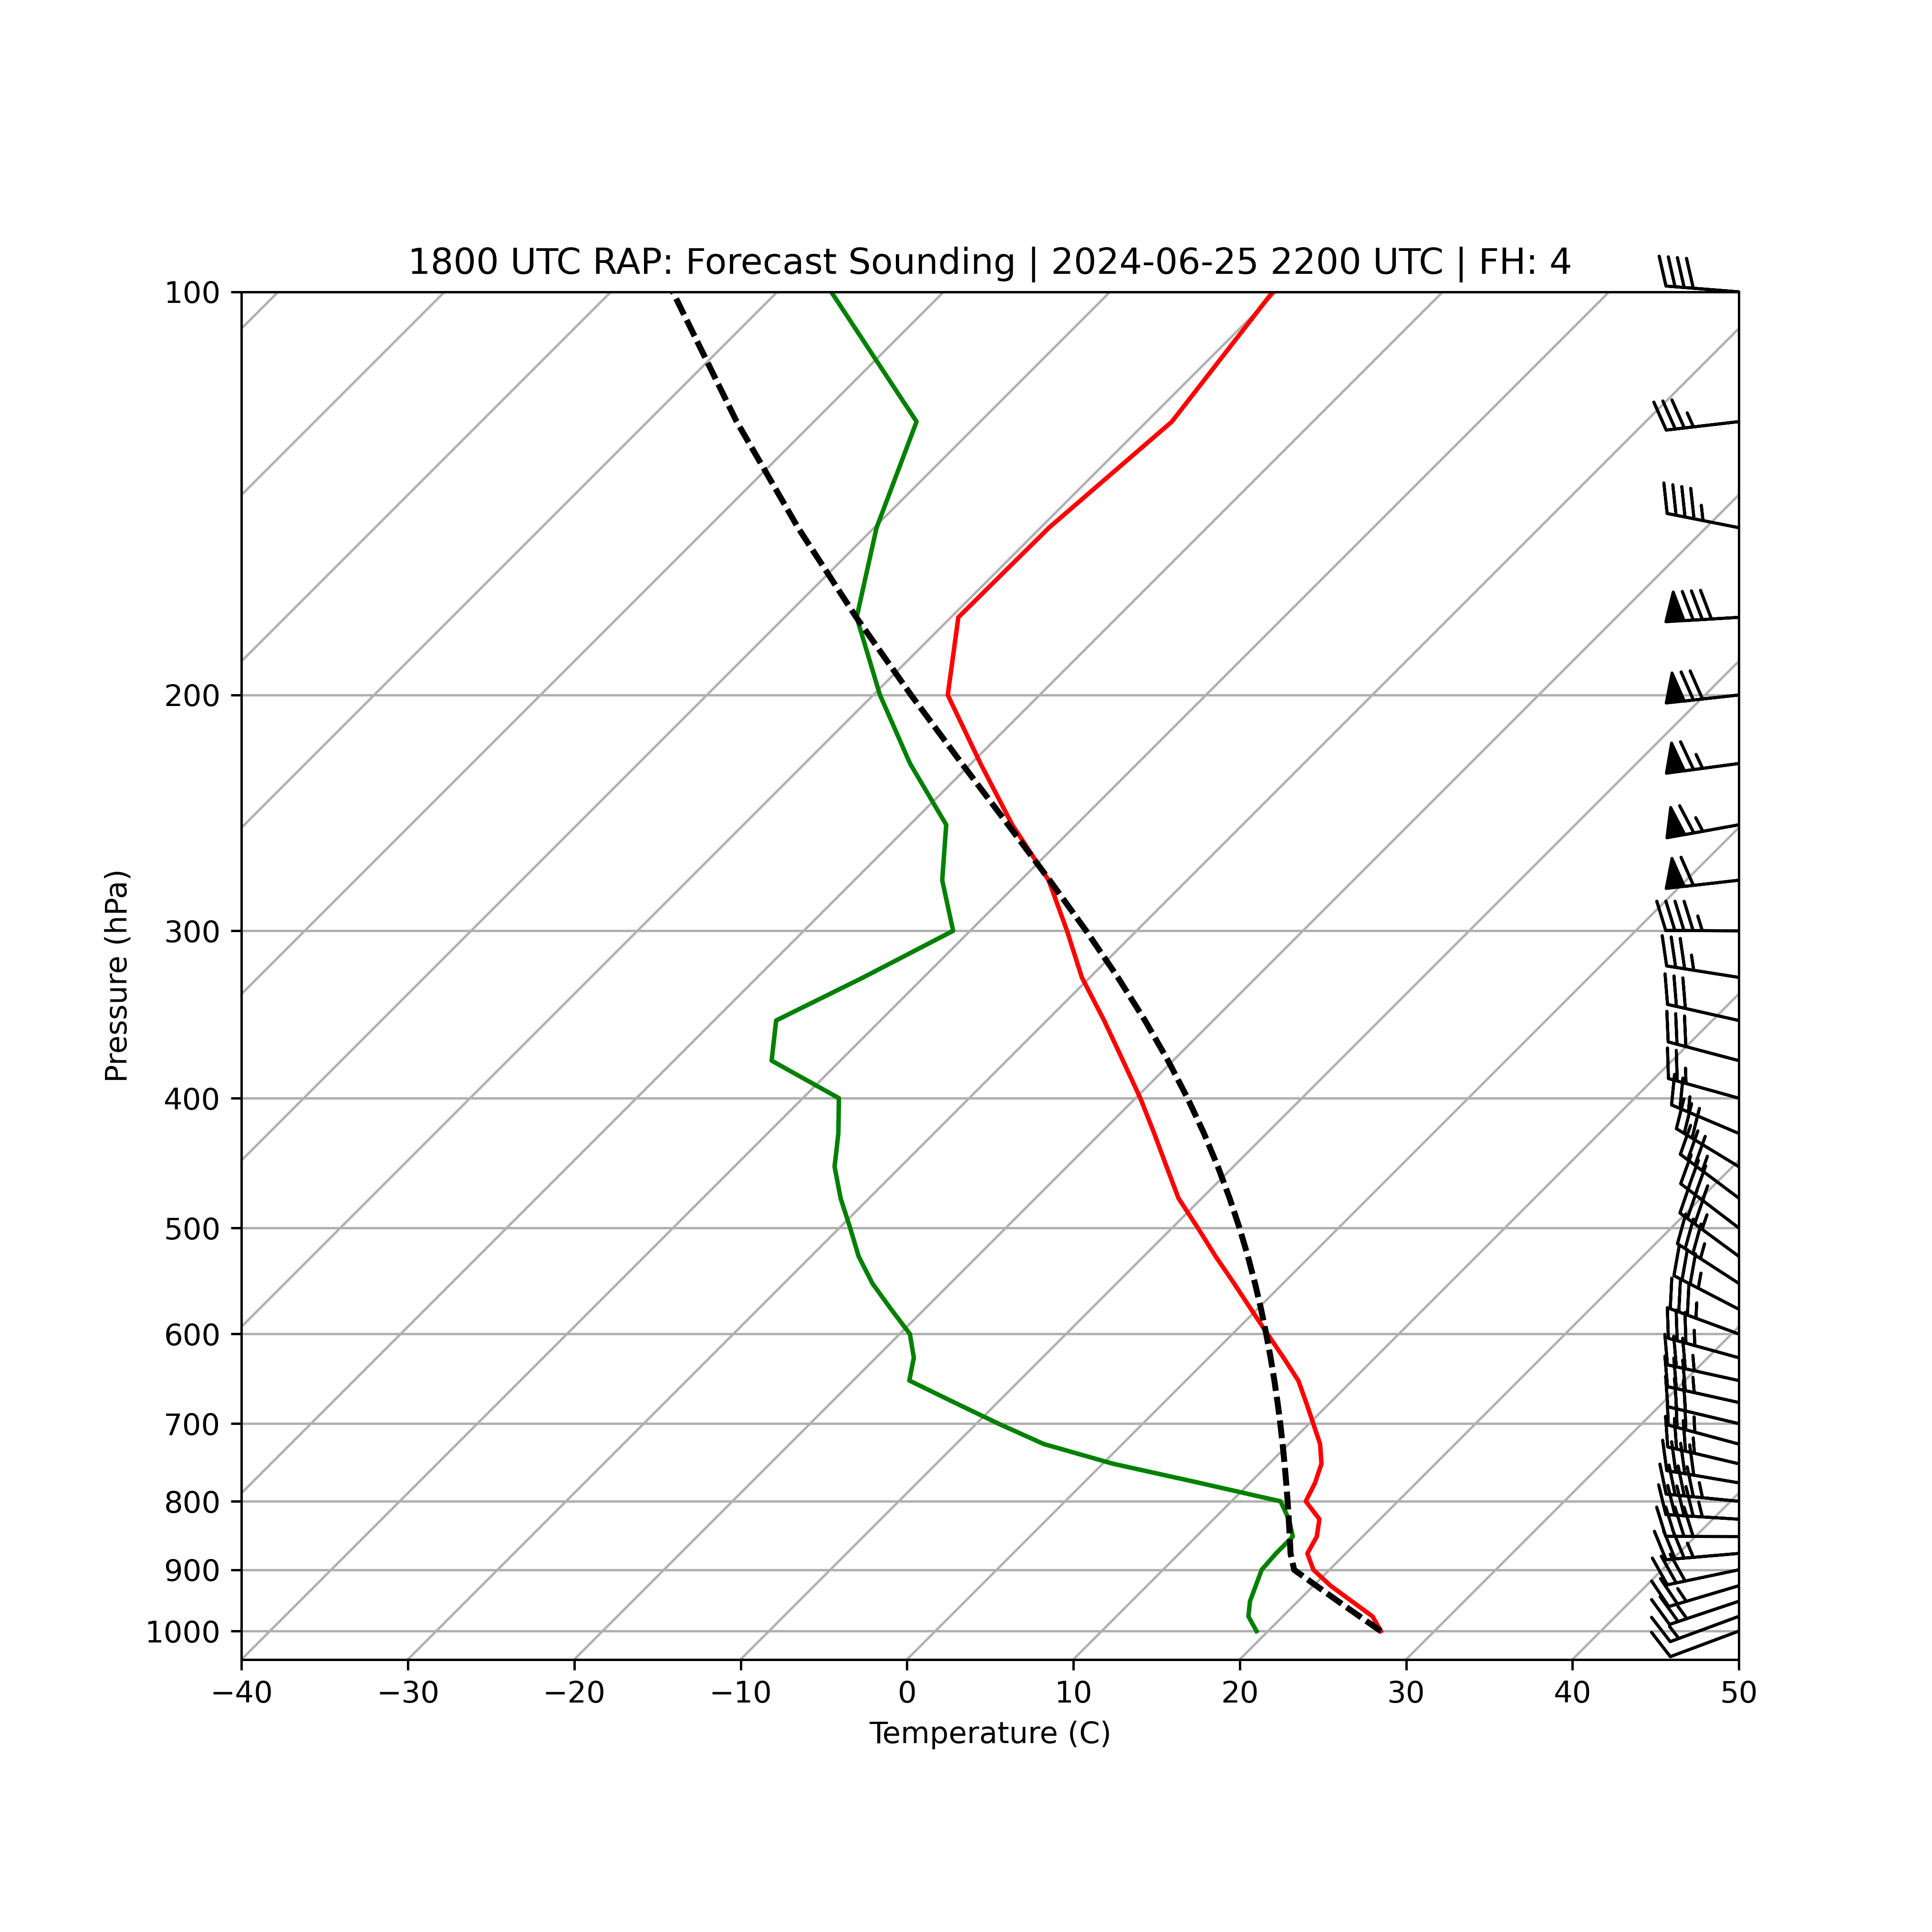 1800 UTC RAP: Forecast Sounding | 2024-06-25 2200 UTC | FH: 4
100
200
300
400
500
600
700
800
900
1000
Pressure (hPa)
−40 −30 −20 −10 0 10 20 30 40 50
Temperature (C)